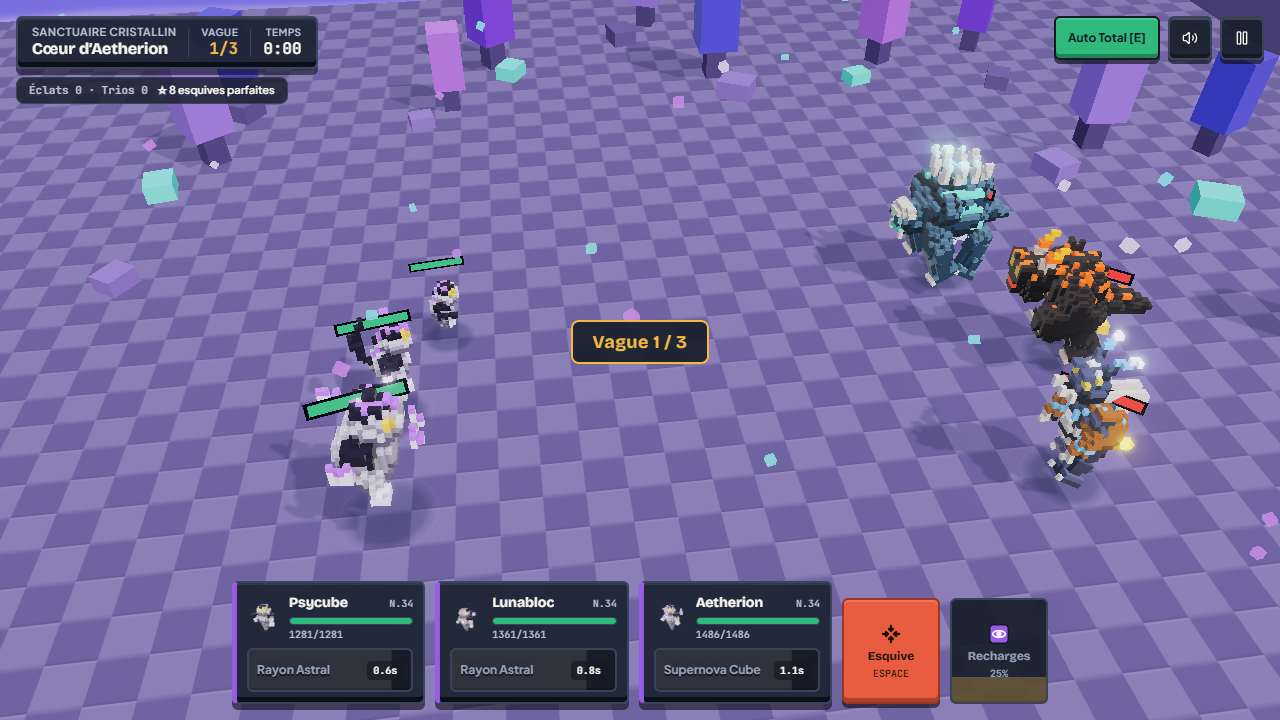 SANCTUAIRE CRISTALLIN
Cœur d'Aetherion
VAGUE
1/3
TEMPS
0:00
Auto Total [E]
Éclats 0 · Trios 0 ★ 8 esquives parfaites
Vague 1 / 3
Psycube N.34
1281/1281
Rayon Astral 0.6s
Lunabloc N.34
1361/1361
Rayon Astral 0.8s
Aetherion N.34
1486/1486
Supernova Cube 1.1s
Esquive
ESPACE
Recharges
25%